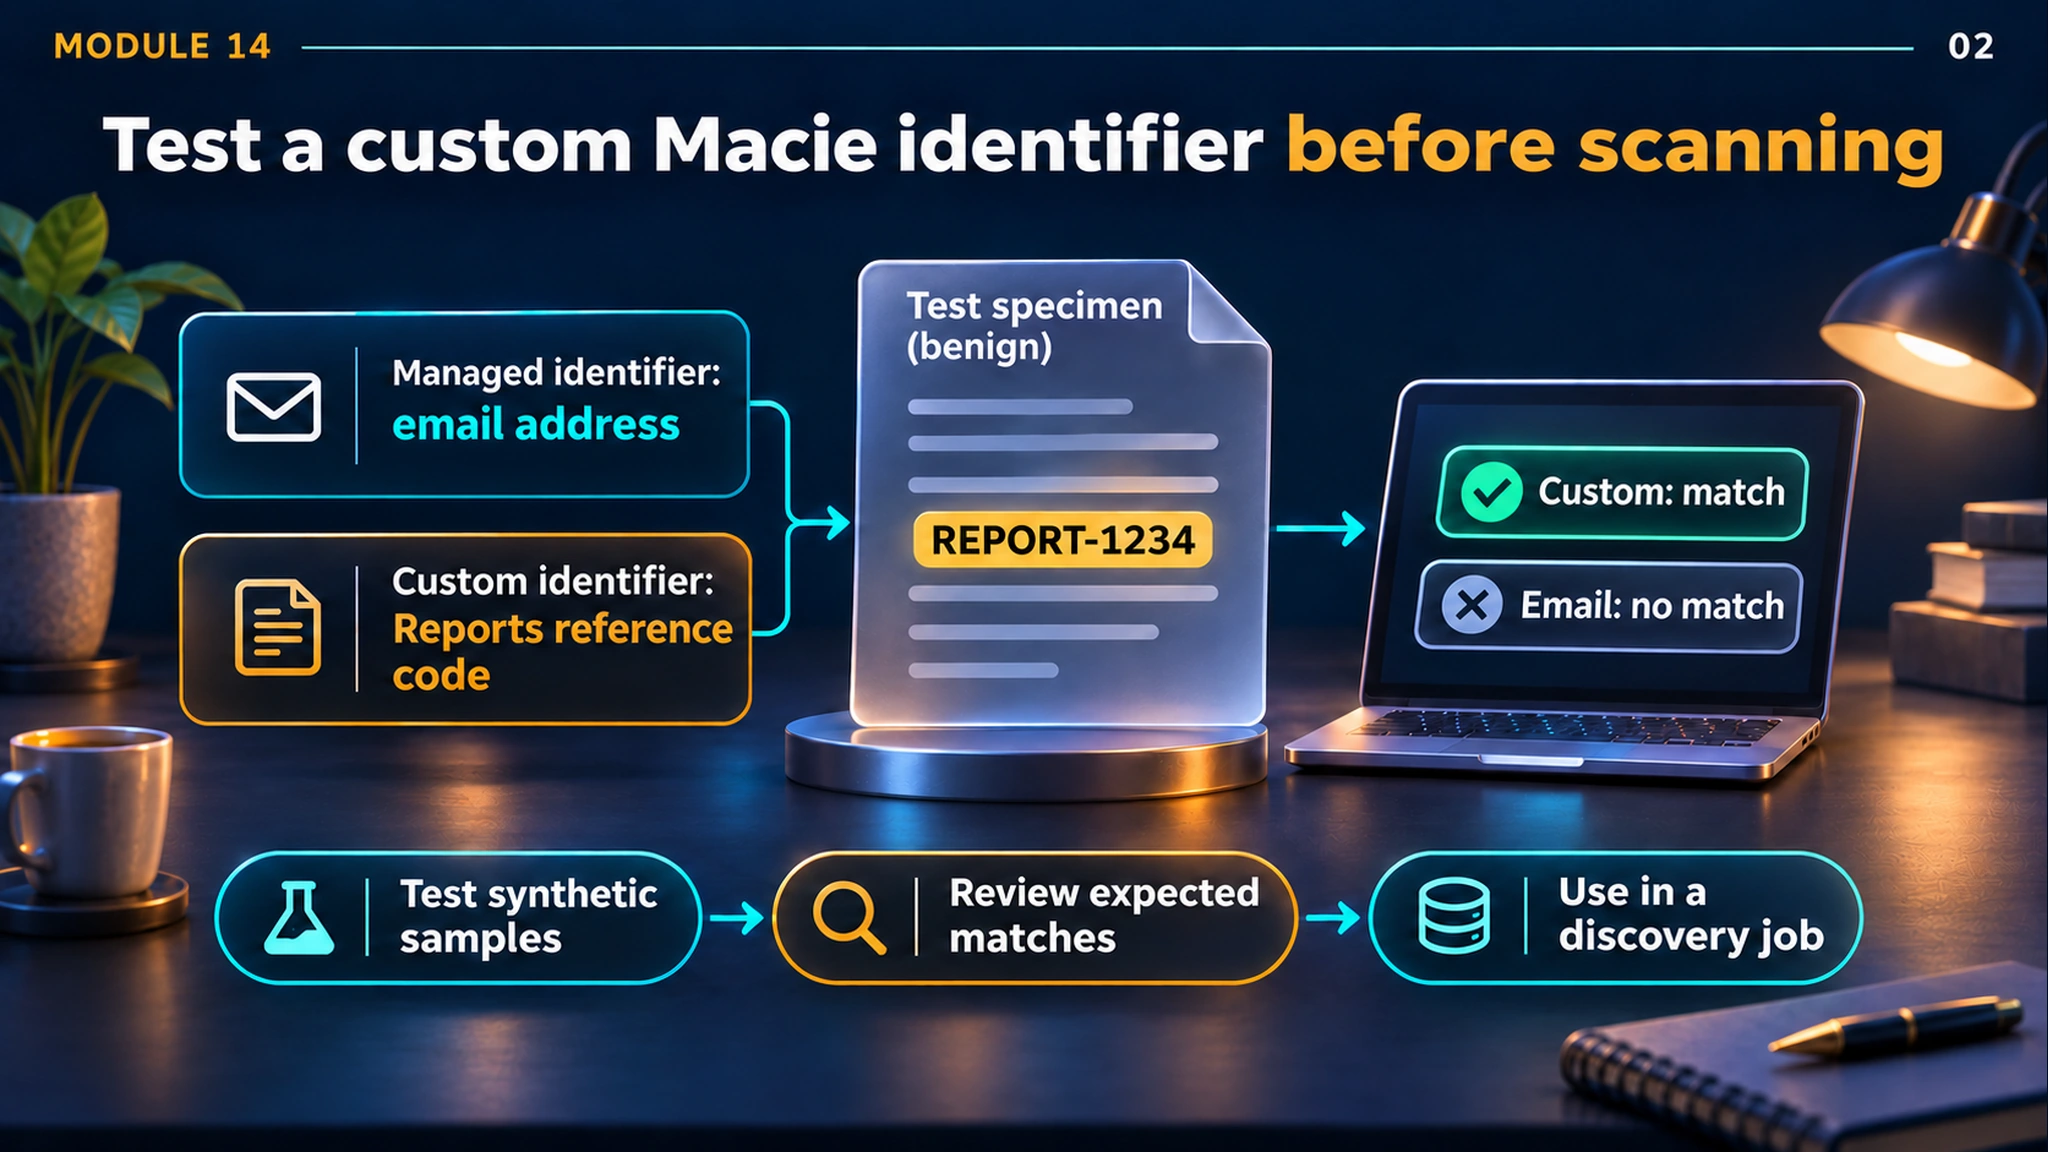 MODULE 14
02
Test a custom Macie identifier before scanning
Managed identifier:
email address
Custom identifier:
Reports reference
code
Test specimen
(benign)
REPORT-1234
Custom: match
Email: no match
Test synthetic
samples
Review expected
matches
Use in a
discovery job